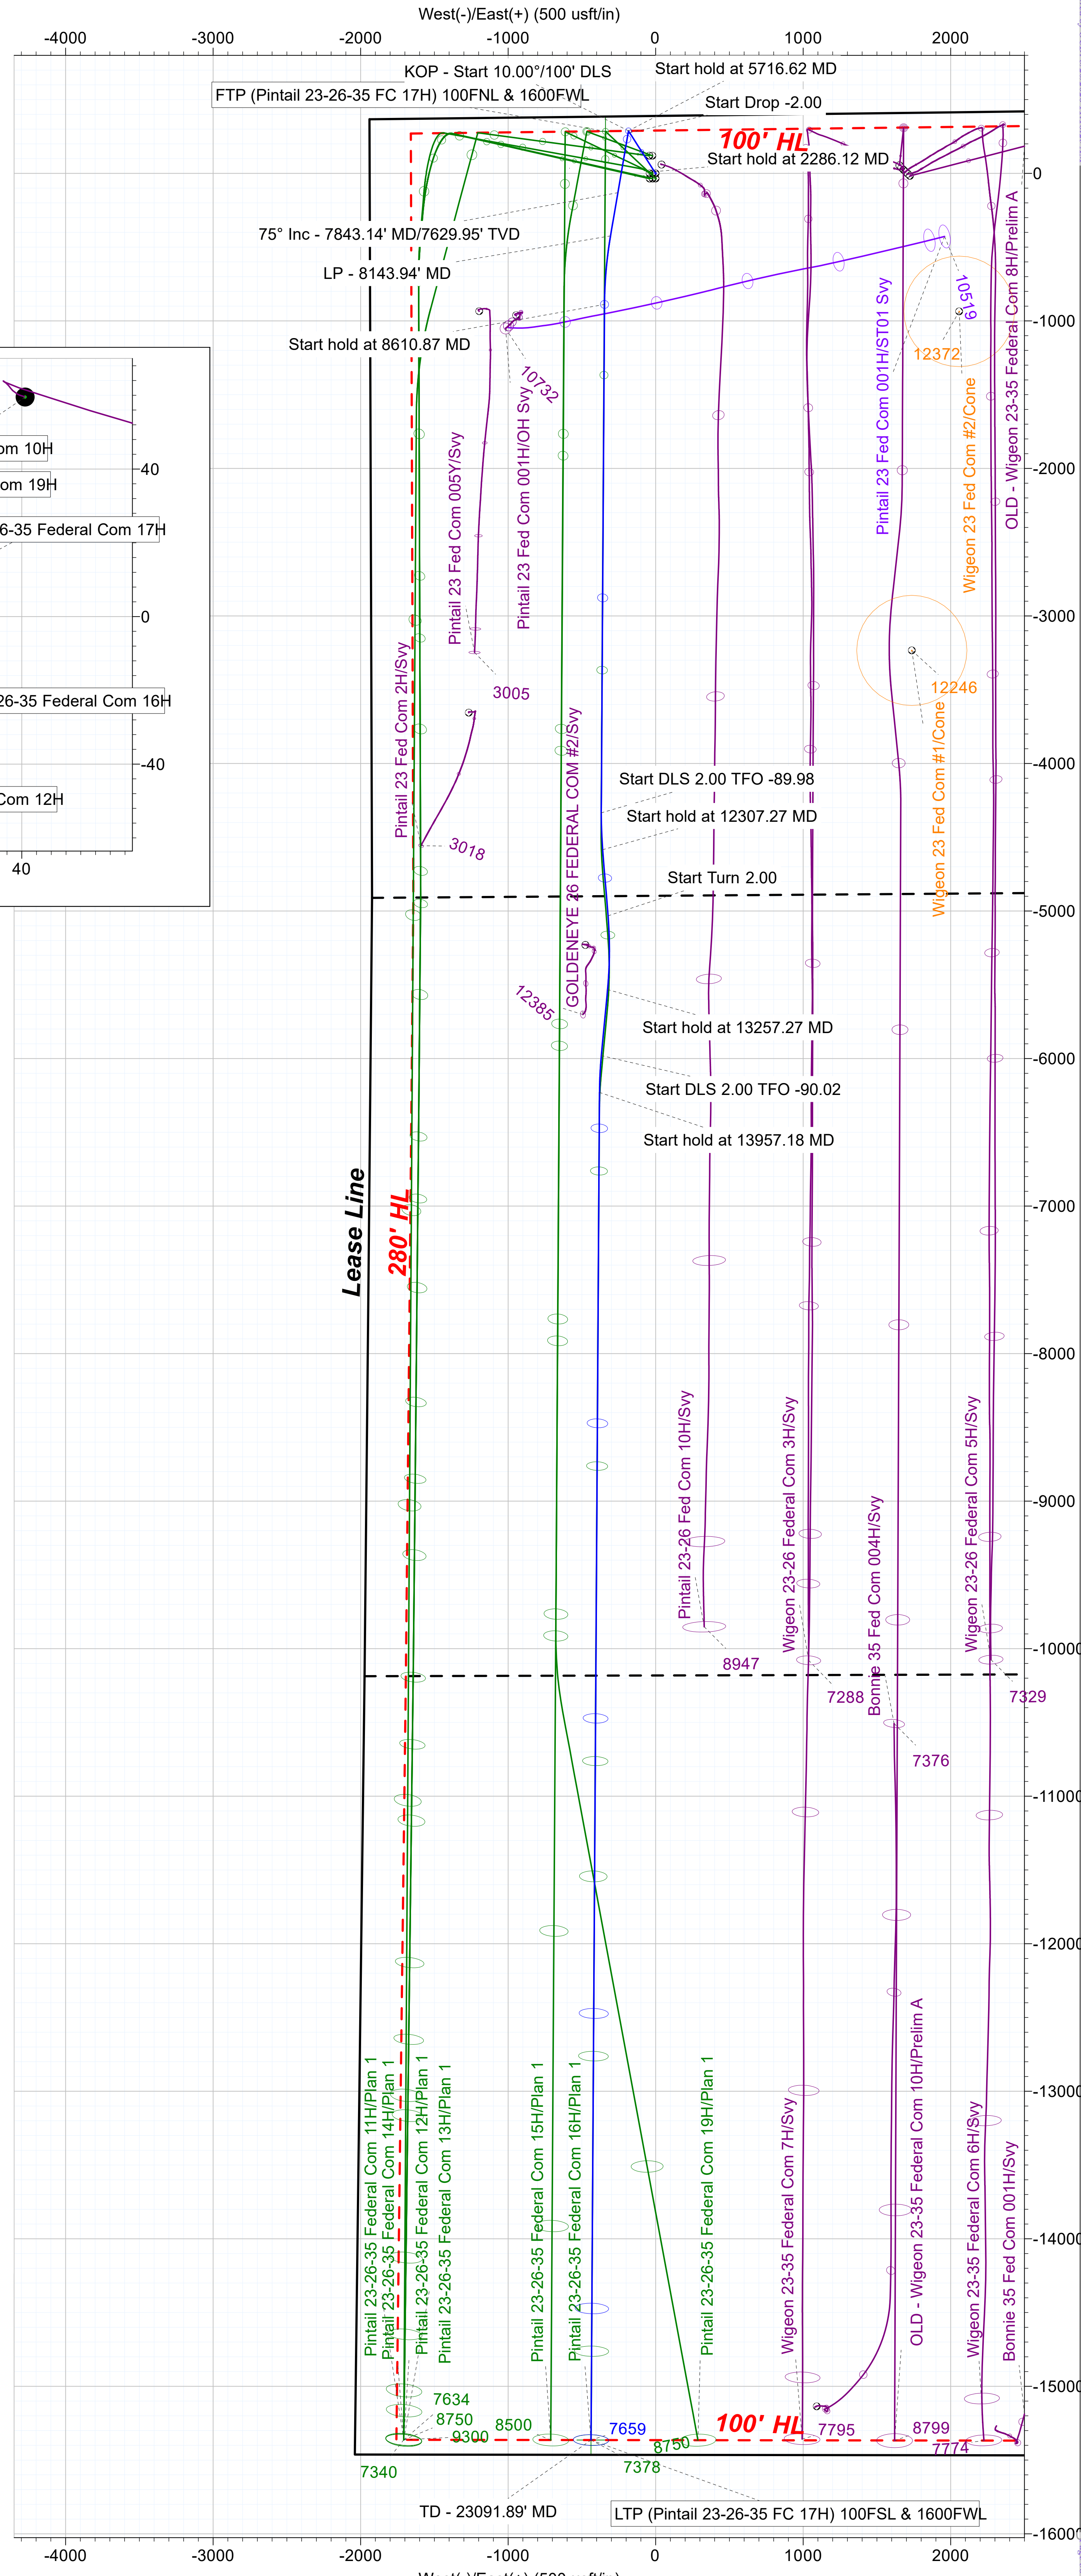 West(-)/East(+) (500 usft/in)
-4000
-3000
-2000
-1000
0
1000
2000
KOP - Start 10.00°/100' DLS
Start hold at 5716.62 MD
FTP (Pintail 23-26-35 FC 17H) 100FNL & 1600FWL
Start Drop -2.00
100' HL
Start hold at 2286.12 MD
0
75° Inc - 7843.14' MD/7629.95' TVD
LP - 8143.94' MD
Start hold at 8610.87 MD
-1000
10519
12372
10732
Pintail 23 Fed Com 005Y/Svy
Pintail 23 Fed Com 001H/OH Svy
Pintail 23 Fed Com 001H/ST01 Svy
Wigeon 23 Fed Com #2/Cone
OLD - Wigeon 23-35 Federal Com 8H/Prelim A
om 10H
40
om 19H
-2000
6-35 Federal Com 17H
0
-3000
26-35 Federal Com 16H
-40
Com 12H
40
Pintail 23 Fed Com 2H/Svy
3005
12246
Wigeon 23 Fed Com #1/Cone
GOLDENEYE 26 FEDERAL COM #2/Svy
-4000
Start DLS 2.00 TFO -89.98
Start hold at 12307.27 MD
3018
Start Turn 2.00
-5000
12385
Start hold at 13257.27 MD
-6000
Start DLS 2.00 TFO -90.02
Start hold at 13957.18 MD
Lease Line
280' HL
-7000
-8000
-9000
Pintail 23-26 Fed Com 10H/Svy
Wigeon 23-26 Federal Com 3H/Svy
Bonnie 35 Fed Com 004H/Svy
Wigeon 23-26 Federal Com 5H/Svy
-10000
8947
7288
7329
7376
-11000
-12000
-13000
Pintail 23-26-35 Federal Com 11H/Plan 1
Pintail 23-26-35 Federal Com 14H/Plan 1
Pintail 23-26-35 Federal Com 12H/Plan 1
Pintail 23-26-35 Federal Com 13H/Plan 1
Pintail 23-26-35 Federal Com 15H/Plan 1
Pintail 23-26-35 Federal Com 16H/Plan 1
Pintail 23-26-35 Federal Com 19H/Plan 1
Wigeon 23-35 Federal Com 7H/Svy
OLD - Wigeon 23-35 Federal Com 10H/Prelim A
Wigeon 23-35 Federal Com 6H/Svy
Bonnie 35 Fed Com 001H/Svy
-14000
-15000
7634
8750
9300
8500
7659
100' HL
7795
8799
8750
7774
7340
7378
TD - 23091.89' MD
LTP (Pintail 23-26-35 FC 17H) 100FSL & 1600FWL
-16000
-4000
-3000
-2000
-1000
0
1000
2000
West(-)/East(+) (500 usft/in)